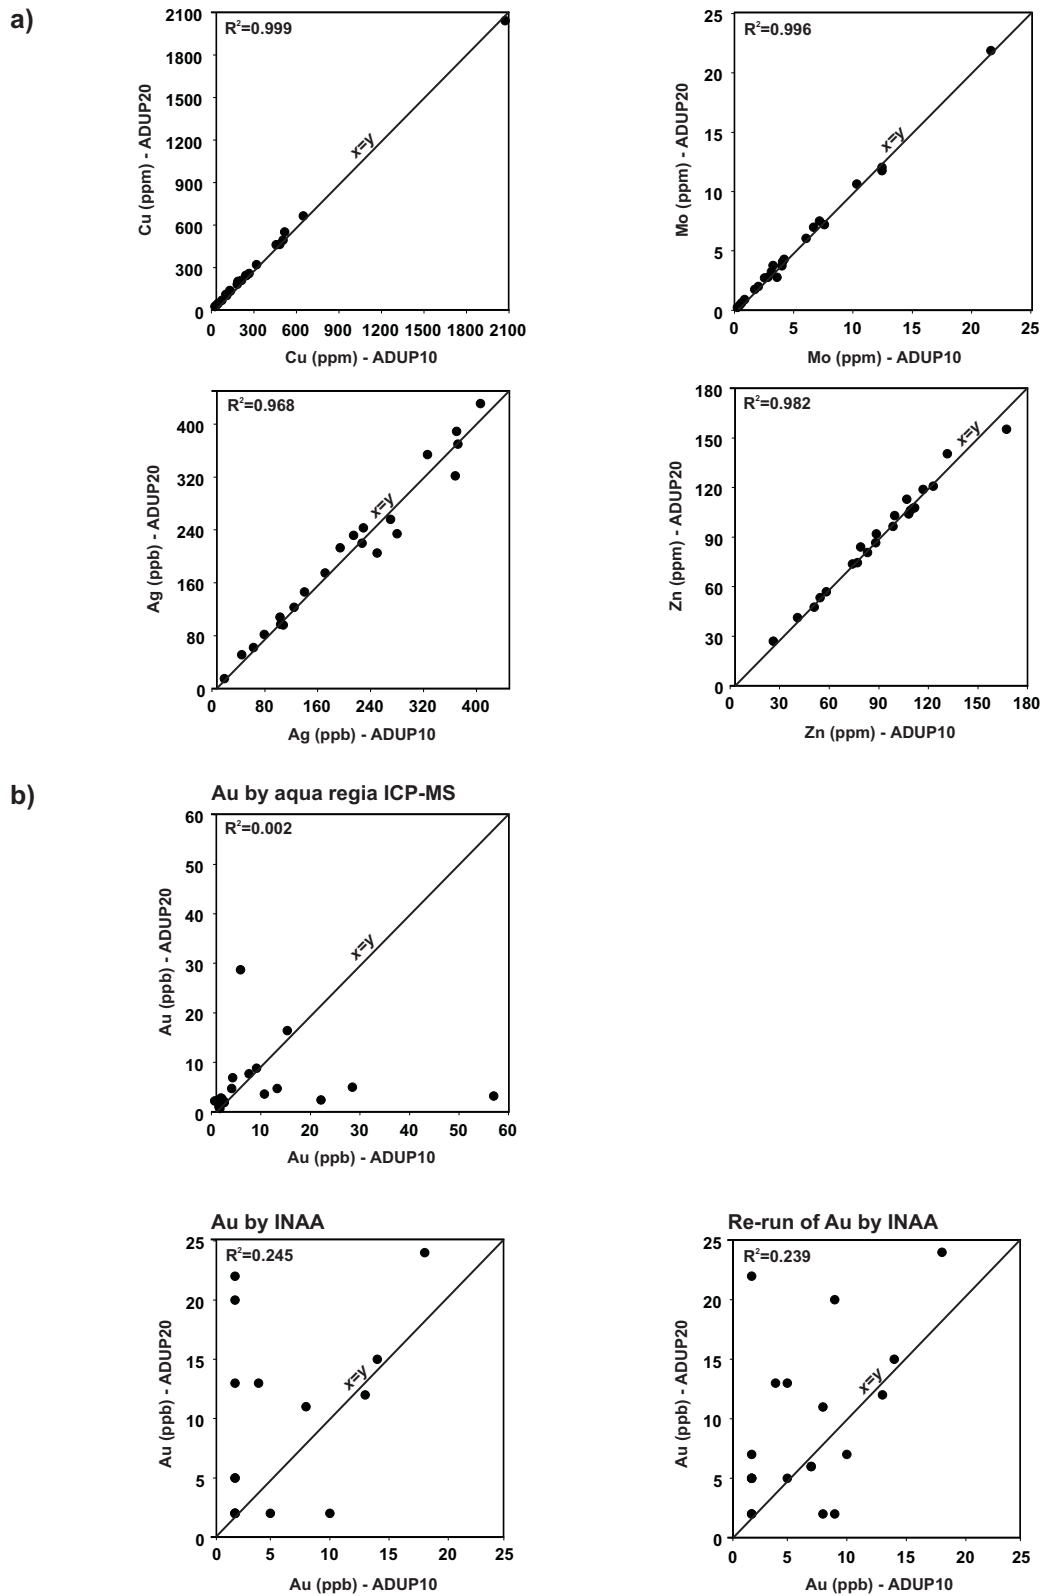 a)
R²=0.999
2100
1800
1500
1200
900
600
300
0
Cu (ppm) - ADUP20
x=y
0 300 600 900 1200 1500 1800 2100
Cu (ppm) - ADUP10
R²=0.996
25
20
15
10
5
0
Mo (ppm) - ADUP20
x=y
0 5 10 15 20 25
Mo (ppm) - ADUP10
R²=0.968
400
320
240
160
80
0
Ag (ppb) - ADUP20
x=y
0 80 160 240 320 400
Ag (ppb) - ADUP10
R²=0.982
180
150
120
90
60
30
0
Zn (ppm) - ADUP20
x=y
0 30 60 90 120 150 180
Zn (ppm) - ADUP10
b)
Au by aqua regia ICP-MS
R²=0.002
60
50
40
30
20
10
0
Au (ppb) - ADUP20
x=y
0 10 20 30 40 50 60
Au (ppb) - ADUP10
Au by INAA
R²=0.245
25
20
15
10
5
0
Au (ppb) - ADUP20
x=y
0 5 10 15 20 25
Au (ppb) - ADUP10
Re-run of Au by INAA
R²=0.239
25
20
15
10
5
0
Au (ppb) - ADUP20
x=y
0 5 10 15 20 25
Au (ppb) - ADUP10